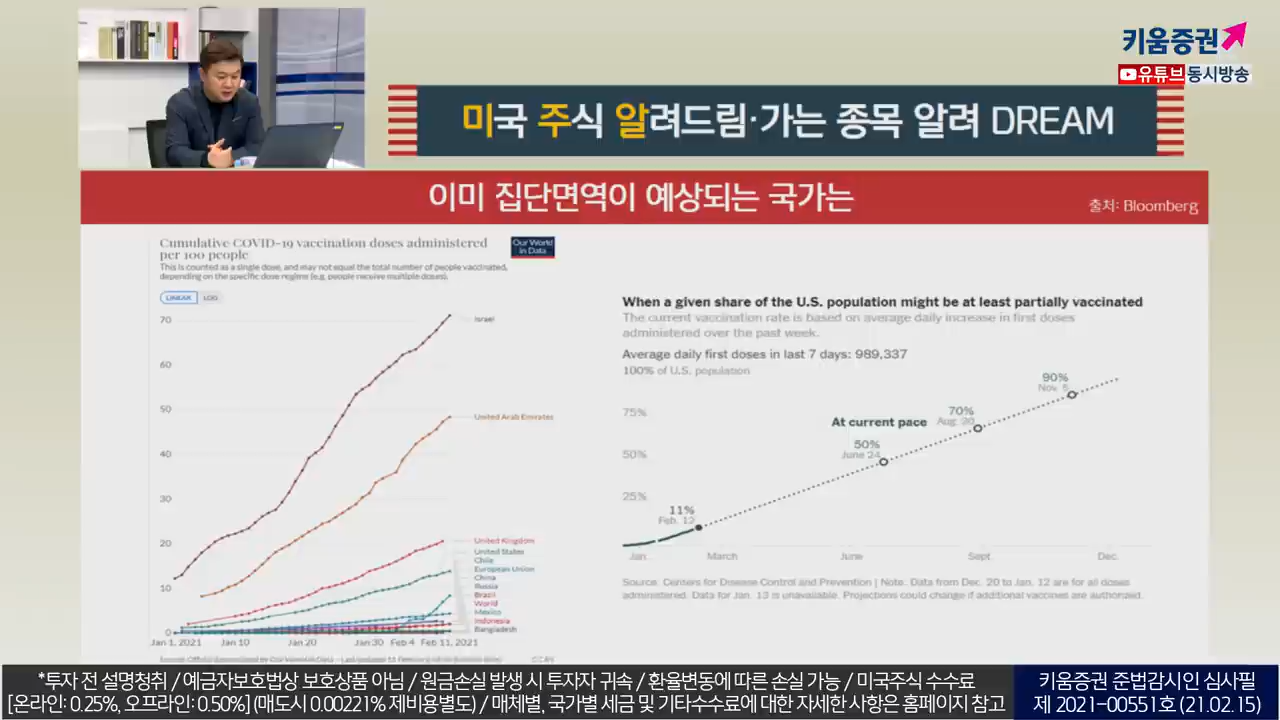 키움증권
유튜브동시방송
미국 주식 알려드림·가는 종목 알려 DREAM
이미 집단면역이 예상되는 국가는
출처: Bloomberg
Cumulative COVID-19 vaccination doses administered
per 100 people
This is counted as a single dose, and may not equal the total number of people vaccinated,
depending on the specific dose regime (e.g. people receive multiple doses).
Our World
in Data
LINEAR LOG
70
60
50
40
30
20
10
0
Israel
United Arab Emirates
United Kingdom
United States
Chile
European Union
China
Russia
Brazil
World
Mexico
Indonesia
Bangladesh
Jan 1, 2021 Jan 10 Jan 20 Jan 30 Feb 4 Feb 11, 2021
CC BY
When a given share of the U.S. population might be at least partially vaccinated
The current vaccination rate is based on average daily increase in first doses
administered over the past week.
Average daily first doses in last 7 days: 989,337
100% of U.S. population
75%
50%
25%
11%
Feb. 12
At current pace
50%
June 24
70%
Aug. 20
90%
Nov. 5
Jan. March June Sept. Dec.
Source: Centers for Disease Control and Prevention | Note: Data from Dec. 20 to Jan. 12 are for all doses
administered. Data for Jan. 13 is unavailable. Projections could change if additional vaccines are authorized.
*투자 전 설명청취 / 예금자보호법상 보호상품 아님 / 원금손실 발생 시 투자자 귀속 / 환율변동에 따른 손실 가능 / 미국주식 수수료
[온라인: 0.25%, 오프라인: 0.50%] (매도시 0.00221% 제비용별도) / 매체별, 국가별 세금 및 기타수수료에 대한 자세한 사항은 홈페이지 참고
키움증권 준법감시인 심사필
제 2021-00551호 (21.02.15)